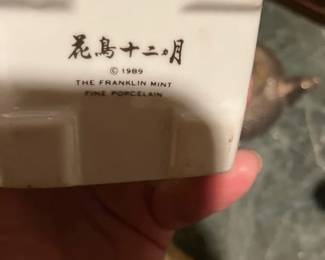 花鳥十二ヵ月
© 1989
THE FRANKLIN MINT
FINE PORCELAIN